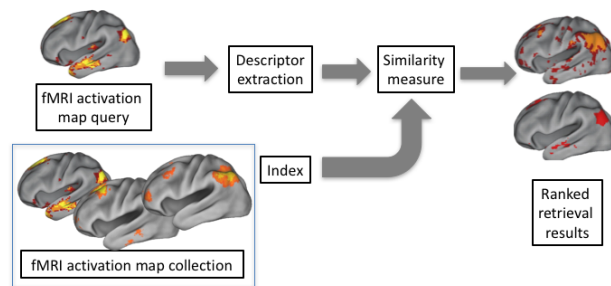 fMRI activation
map query
Descriptor
extraction
Similarity
measure
Index
fMRI activation map collection
Ranked
retrieval
results